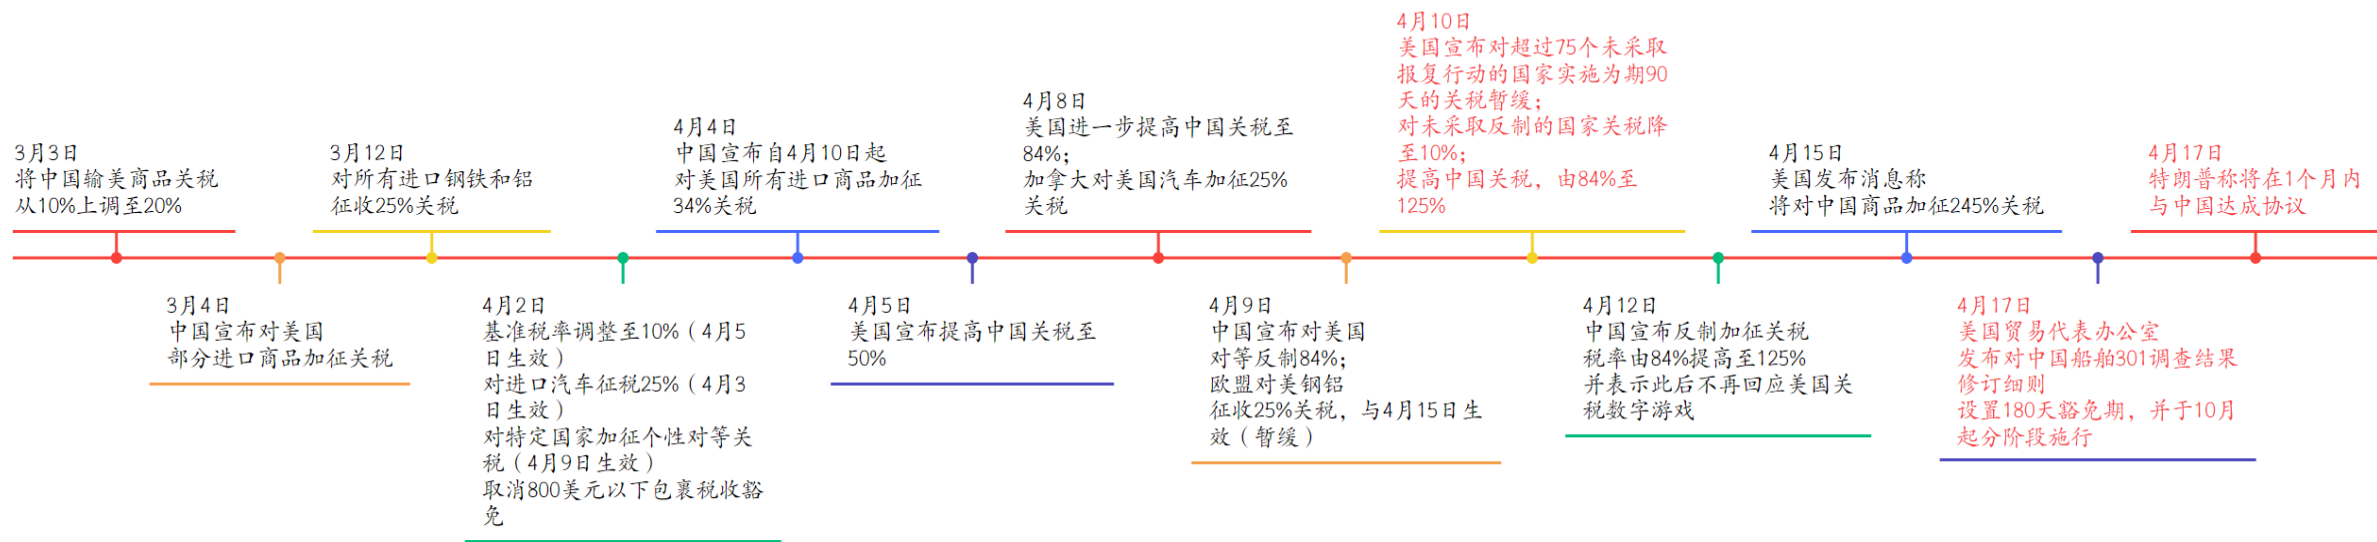 3月3日
将中国输美商品关税
从10%上调至20%
3月4日
中国宣布对美国
部分进口商品加征关税
3月12日
对所有进口钢铁和铝
征收25%关税
4月2日
基准税率调整至10%（4月5
日生效）
对进口汽车征税25%（4月3
日生效）
对特定国家加征个性对等关
税（4月9日生效）
取消800美元以下包裹税收豁
免
4月4日
中国宣布自4月10日起
对美国所有进口商品加征
34%关税
4月5日
美国宣布提高中国关税至
50%
4月8日
美国进一步提高中国关税至
84%；
加拿大对美国汽车加征25%
关税
4月9日
中国宣布对美国
对等反制84%；
欧盟对美钢铝
征收25%关税，与4月15日生
效（暂缓）
4月10日
美国宣布对超过75个未采取
报复行动的国家实施为期90
天的关税暂缓；
对未采取反制的国家关税降
至10%；
提高中国关税，由84%至
125%
4月12日
中国宣布反制加征关税
税率由84%提高至125%
并表示此后不再回应美国关
税数字游戏
4月15日
美国发布消息称
将对中国商品加征245%关税
4月17日
美国贸易代表办公室
发布对中国船舶301调查结果
修订细则
设置180天豁免期，并于10月
起分阶段施行
4月17日
特朗普称将在1个月内
与中国达成协议